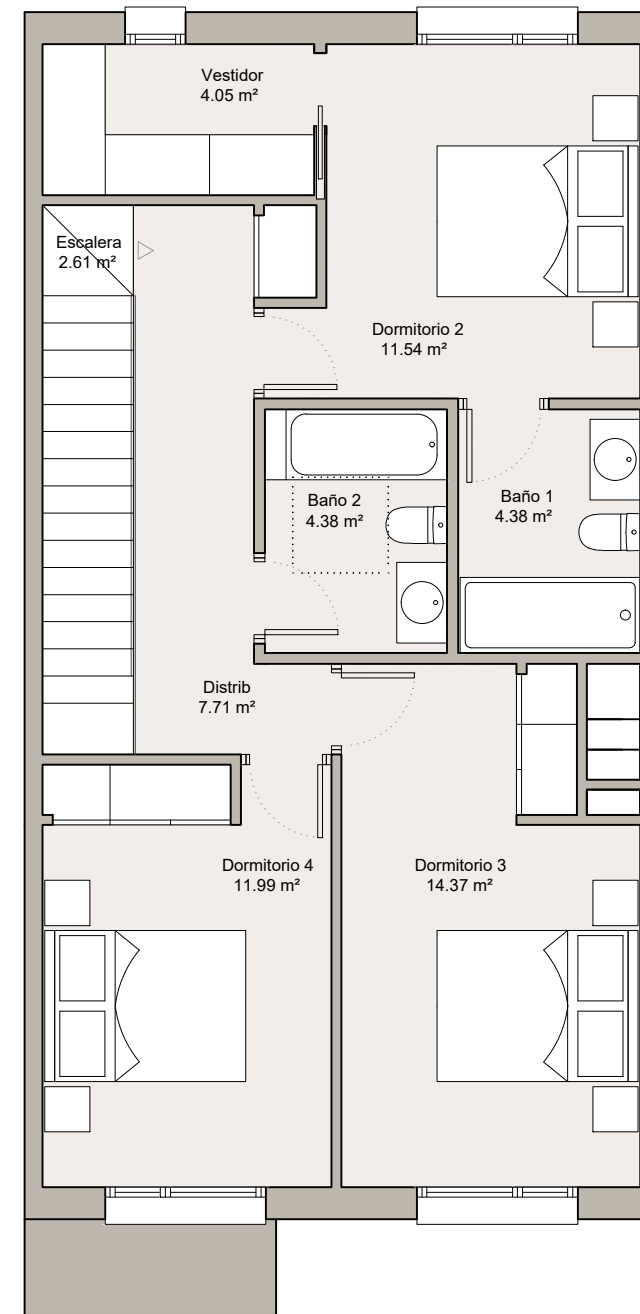 Vestidor
4.05 m²
Escalera
2.61 m²
Dormitorio 2
11.54 m²
Baño 2
4.38 m²
Baño 1
4.38 m²
Distrib
7.71 m²
Dormitorio 4
11.99 m²
Dormitorio 3
14.37 m²